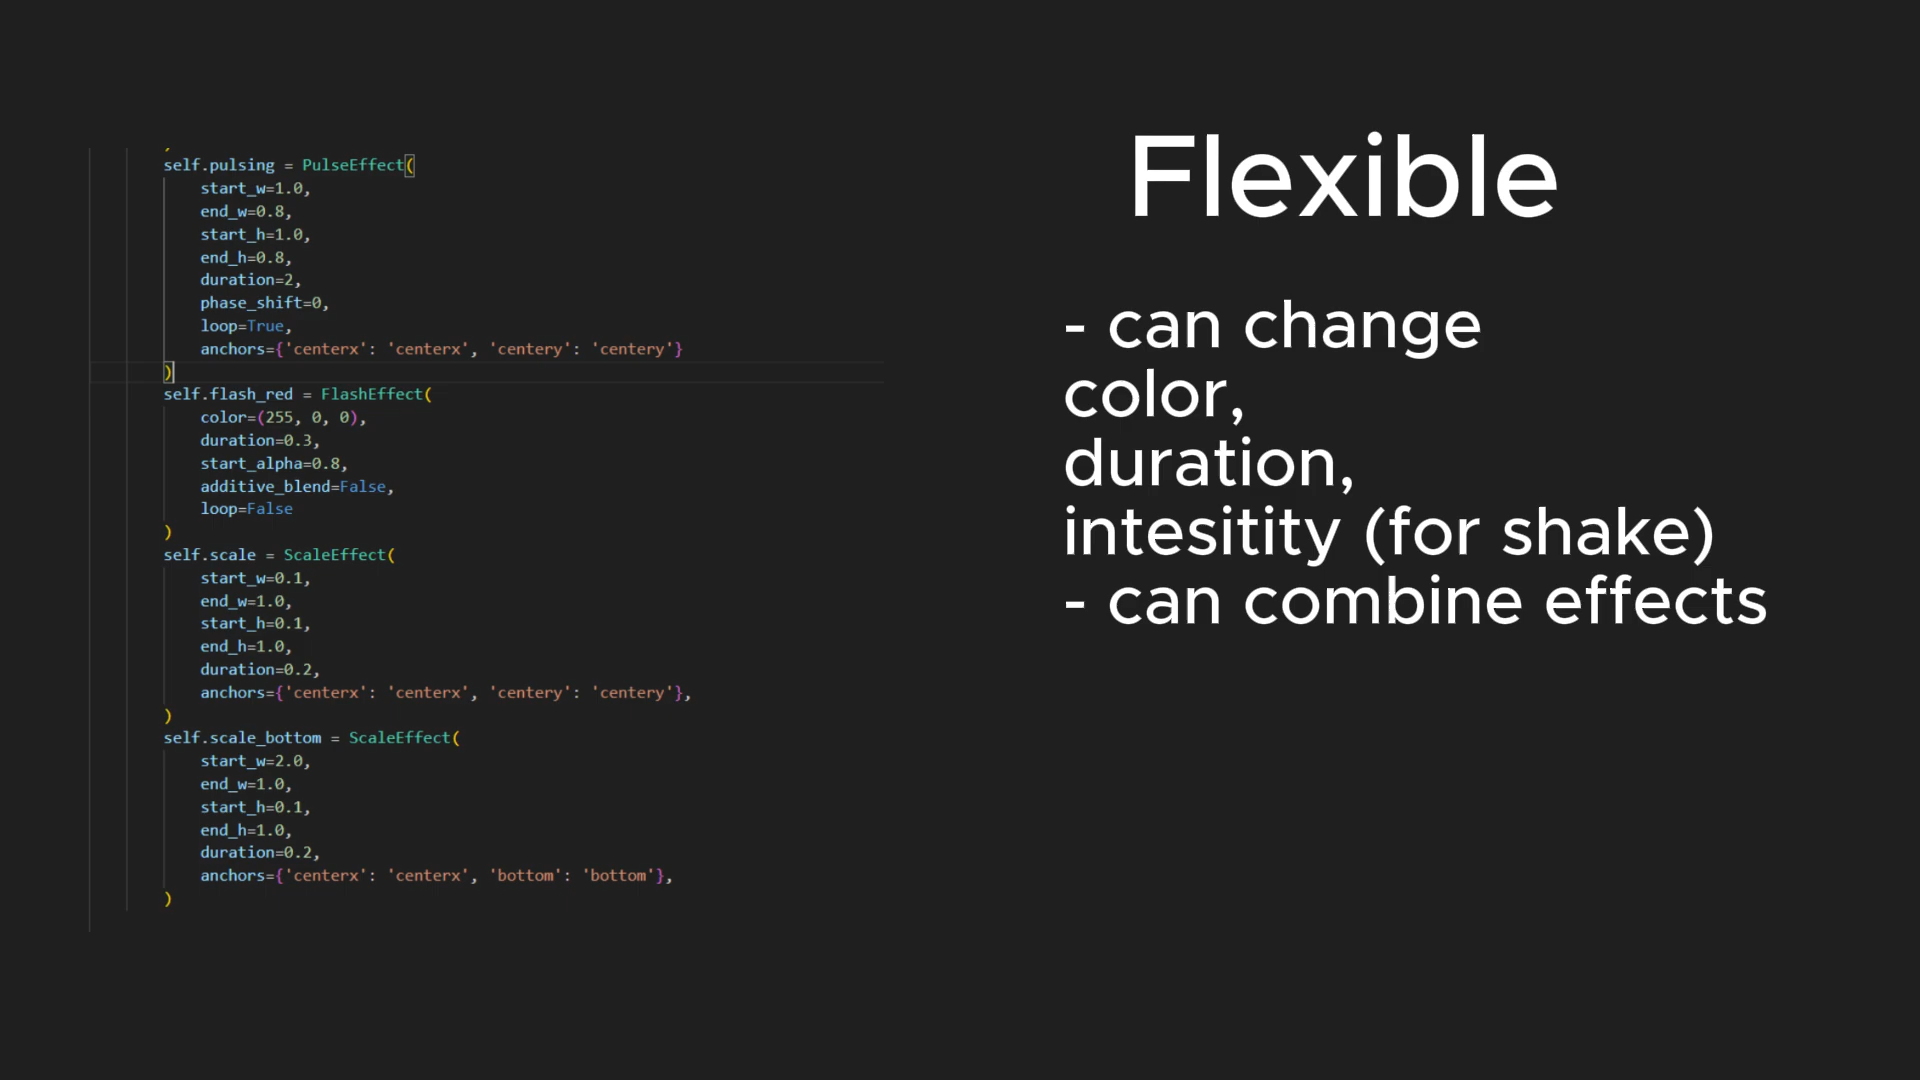 self.pulsing = PulseEffect(
start_w=1.0,
end_w=0.8,
start_h=1.0,
end_h=0.8,
duration=2,
phase_shift=0,
loop=True,
anchors={'centerx': 'centerx', 'centery': 'centery'}
)
self.flash_red = FlashEffect(
color=(255, 0, 0),
duration=0.3,
start_alpha=0.8,
additive_blend=False,
loop=False
)
self.scale = ScaleEffect(
start_w=0.1,
end_w=1.0,
start_h=0.1,
end_h=1.0,
duration=0.2,
anchors={'centerx': 'centerx', 'centery': 'centery'},
)
self.scale_bottom = ScaleEffect(
start_w=2.0,
end_w=1.0,
start_h=0.1,
end_h=1.0,
duration=0.2,
anchors={'centerx': 'centerx', 'bottom': 'bottom'},
)
Flexible
- can change
color,
duration,
intesitity (for shake)
- can combine effects